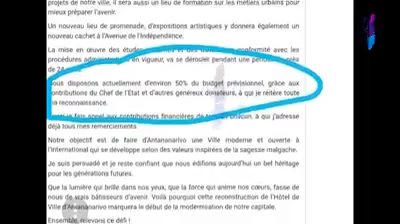 projets de notre ville, il sera aussi un lieu de formation sur les métiers urbains pour
mieux préparer l'avenir.
Un nouveau lieu de promenade, d'expositions artistiques y donnera également un
nouveau cachet à l'Avenue de l'Indépendance.
La mise en œuvre des études et des en conformité avec les
procédures en vigueur, va se dérouler pendant une près
de 24
Nous disposons actuellement d'environ 50% du budget prévisionnel, grâce aux
contributions du Chef de l'Etat et d'autres généreux donateurs, à qui je réitère toute
ma reconnaissance.
fais appel aux contributions financières de chacun, à qui j'adresse
déjà tous mes remerciements.
Notre objectif est de faire d'Antananarivo une Ville moderne et à
l'international qui se développe selon des valeurs inspirées de la sagesse malgache.
Je suis persuadé et je reste confiant que nous édifions aujourd'hui un bel héritage
pour les générations futures.
Que la lumière qui brille dans nos yeux, que la force qui anime nos cœurs, fasse de
nous de vrais bâtisseurs d'avenir. Voilà pourquoi cette reconstruction de l'Hôtel de
Ville d'Antananarivo marquera le début de la modernisation de notre capitale.
Ensemble, relevons ce défi !